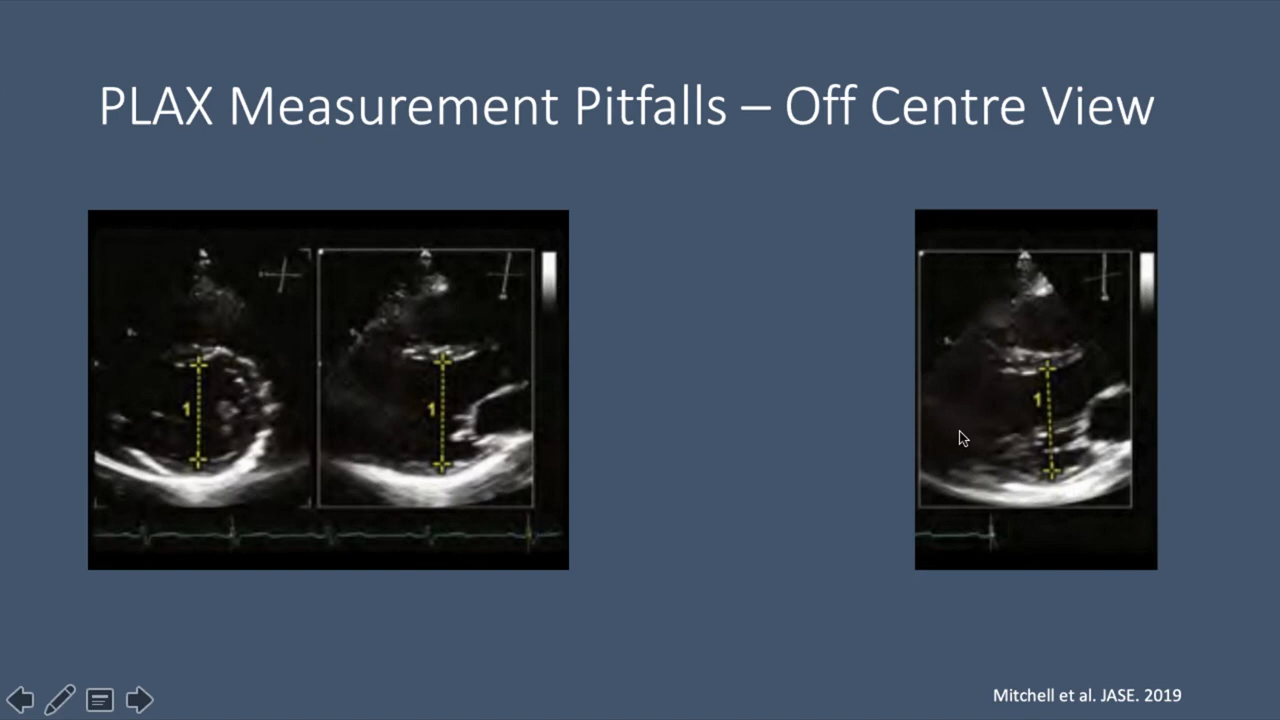 PLAX Measurement Pitfalls – Off Centre View
1
1
1
Mitchell et al. JASE. 2019